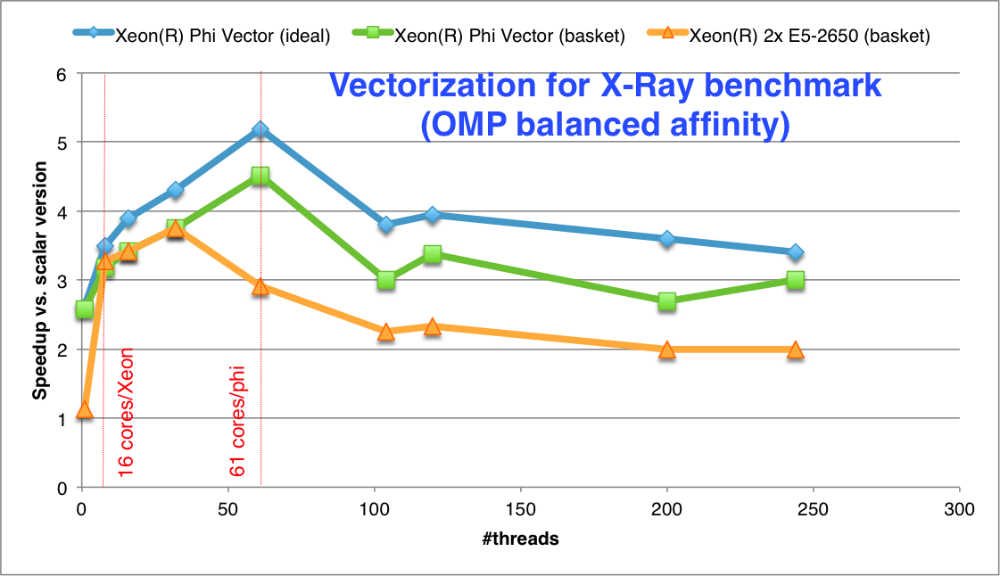 Xeon(R) Phi Vector (ideal) Xeon(R) Phi Vector (basket) Xeon(R) 2x E5-2650 (basket)
Vectorization for X-Ray benchmark
(OMP balanced affinity)
Speedup vs. scalar version
6
5
4
3
2
1
0
16 cores/Xeon
61 cores/phi
0 50 100 150 200 250 300
#threads